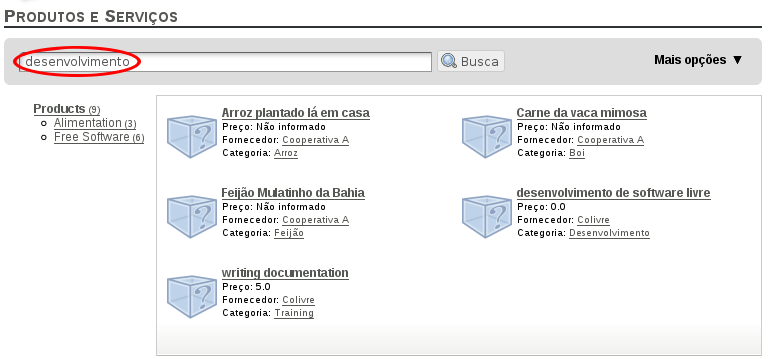 Produtos e Serviços
desenvolvimento
Busca
Mais opções ▼
Products (9)
Alimentation (3)
Free Software (6)
Arroz plantado lá em casa
Preço: Não informado
Fornecedor: Cooperativa A
Categoria: Arroz
Carne da vaca mimosa
Preço: Não informado
Fornecedor: Cooperativa A
Categoria: Boi
Feijão Mulatinho da Bahia
Preço: Não informado
Fornecedor: Cooperativa A
Categoria: Feijão
desenvolvimento de software livre
Preço: 0.0
Fornecedor: Colivre
Categoria: Desenvolvimento
writing documentation
Preço: 5.0
Fornecedor: Colivre
Categoria: Training